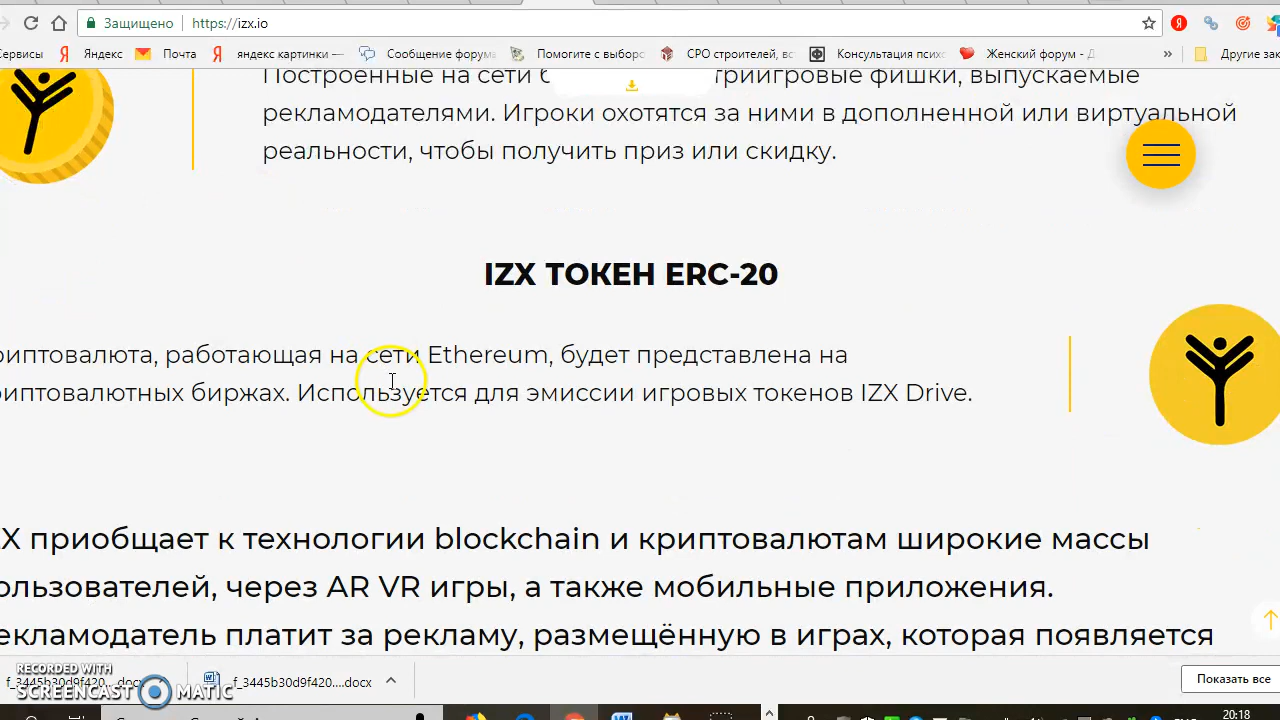 Защищено https://izx.io
Сервисы Яндекс Почта яндекс картинки — Сообщение форума Помогите с выборс СРО строителей, вс Консультация психс Женский форум - Д » Другие зак
Построенные на сети б триигровые фишки, выпускаемые
рекламодателями. Игроки охотятся за ними в дополненной или виртуальной
реальности, чтобы получить приз или скидку.
IZX ТОКЕН ERC-20
риптовалюта, работающая на сети Ethereum, будет представлена на
риптовалютных биржах. Используется для эмиссии игровых токенов IZX Drive.
ZX приобщает к технологии blockchain и криптовалютам широкие массы
ользователей, через AR VR игры, а также мобильные приложения.
екламодатель платит за рекламу, размещённую в играх, которая появляется
f_3445b30d9f420....docx f_3445b30d9f420....docx Показать все
RECORDED WITH
SCREENCAST MATIC
20:18